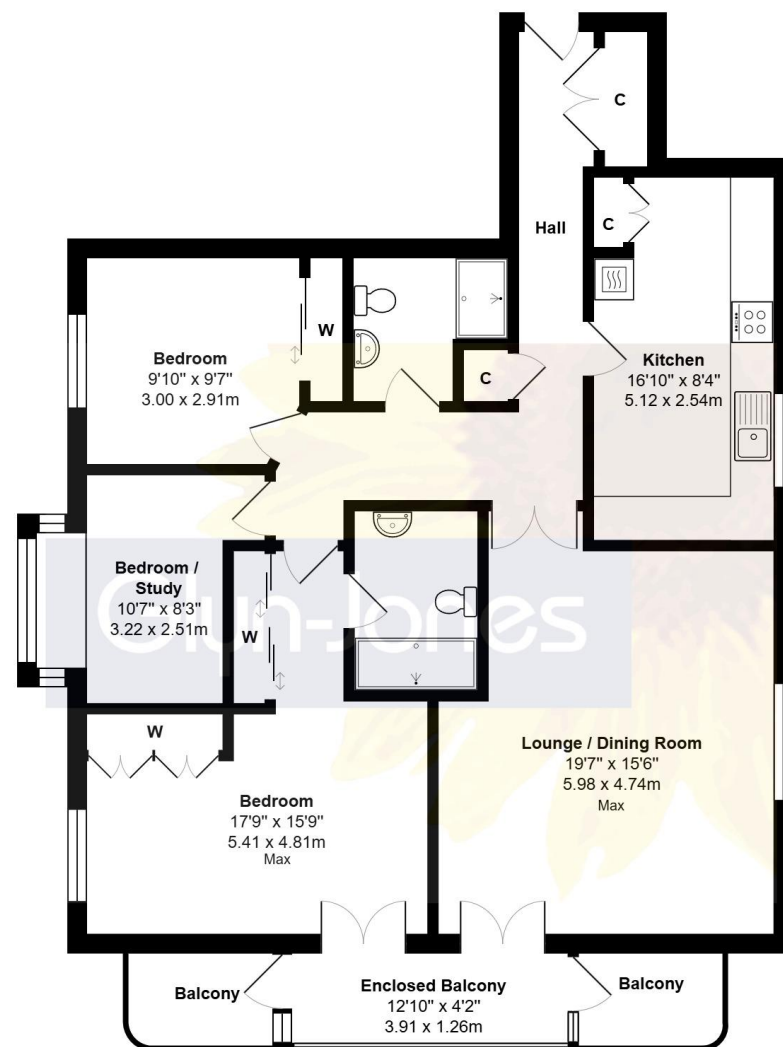 C
Hall
C
Bedroom
9'10" x 9'7"
3.00 x 2.91m
W
C
Kitchen
16'10" x 8'4"
5.12 x 2.54m
Bedroom /
Study
10'7" x 8'3"
3.22 x 2.51m
W
Glyn-Jones
W
Bedroom
17'9" x 15'9"
5.41 x 4.81m
Max
Lounge / Dining Room
19'7" x 15'6"
5.98 x 4.74m
Max
Balcony
Enclosed Balcony
12'10" x 4'2"
3.91 x 1.26m
Balcony